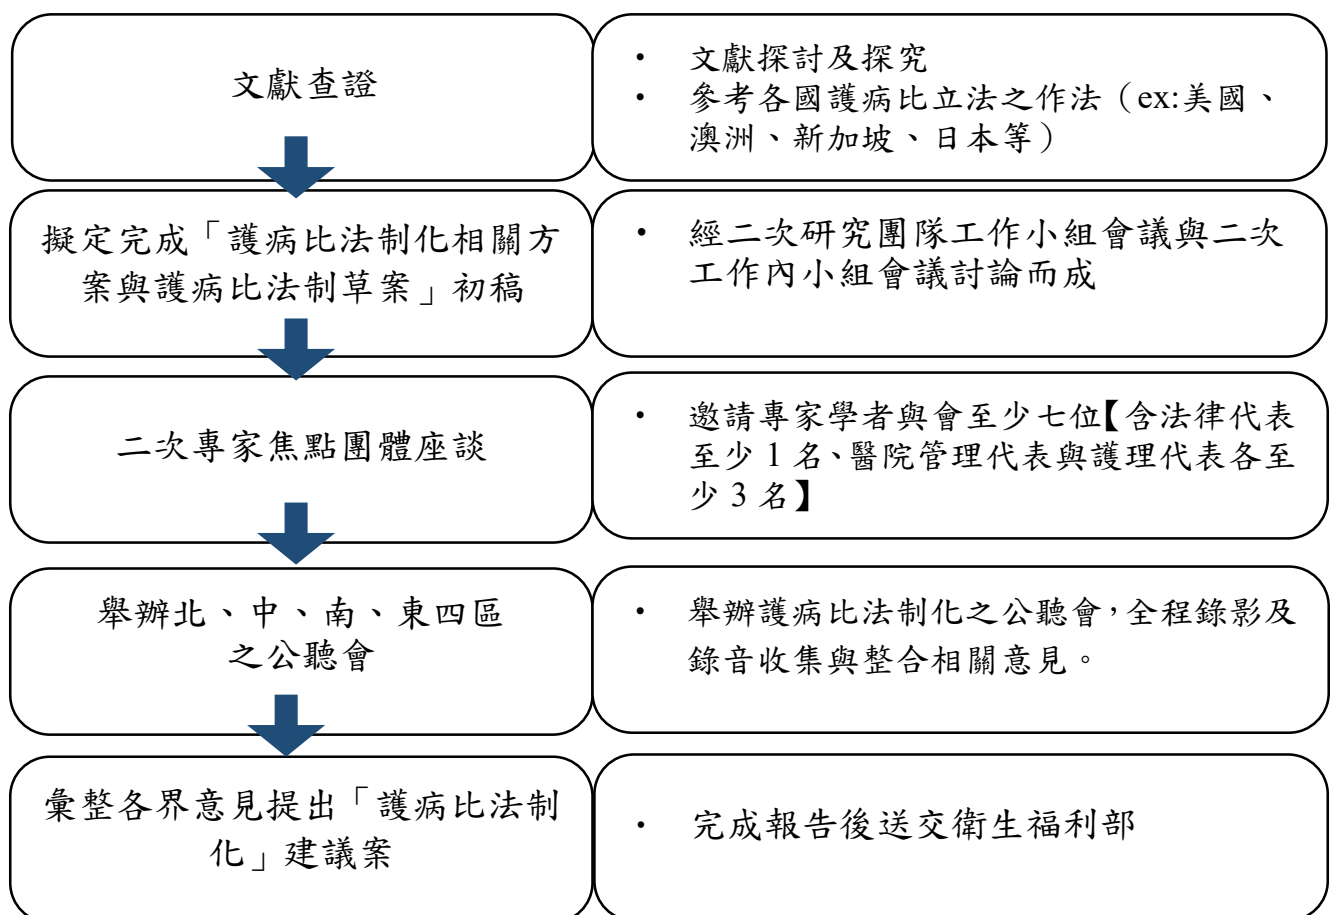 文獻查證
· 文獻探討及探究
· 參考各國護病比立法之作法（ex:美國、
澳洲、新加坡、日本等）
擬定完成「護病比法制化相關方
案與護病比法制草案」初稿
· 經二次研究團隊工作小組會議與二次
工作內小組會議討論而成
二次專家焦點團體座談
· 邀請專家學者與會至少七位【含法律代表
至少 1 名、醫院管理代表與護理代表各至
少 3 名】
舉辦北、中、南、東四區
之公聽會
· 舉辦護病比法制化之公聽會，全程錄影及
錄音收集與整合相關意見。
彙整各界意見提出「護病比法制
化」建議案
· 完成報告後送交衛生福利部